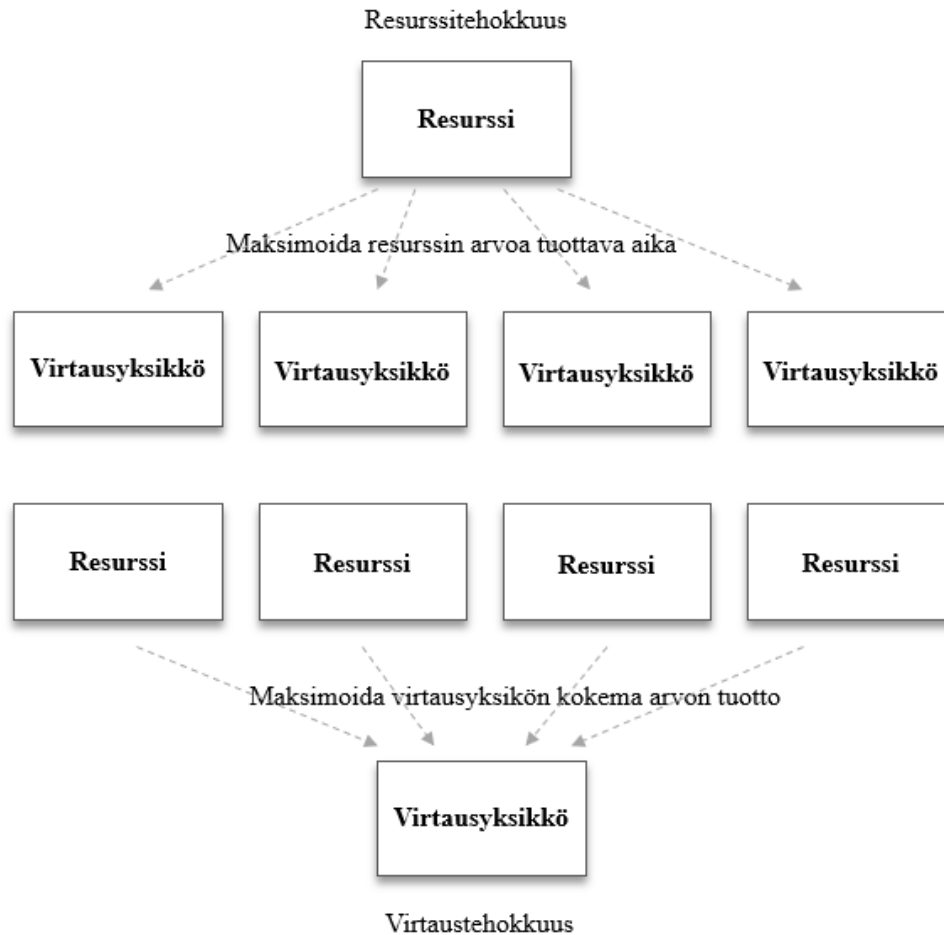 Resurssitehokkuus
Resurssi
Maksimoida resurssin arvoa tuottava aika
Virtausyksikkö
Virtausyksikkö
Virtausyksikkö
Virtausyksikkö
Resurssi
Resurssi
Resurssi
Resurssi
Maksimoida virtausyksikön kokema arvon tuotto
Virtausyksikkö
Virtaustehokkuus